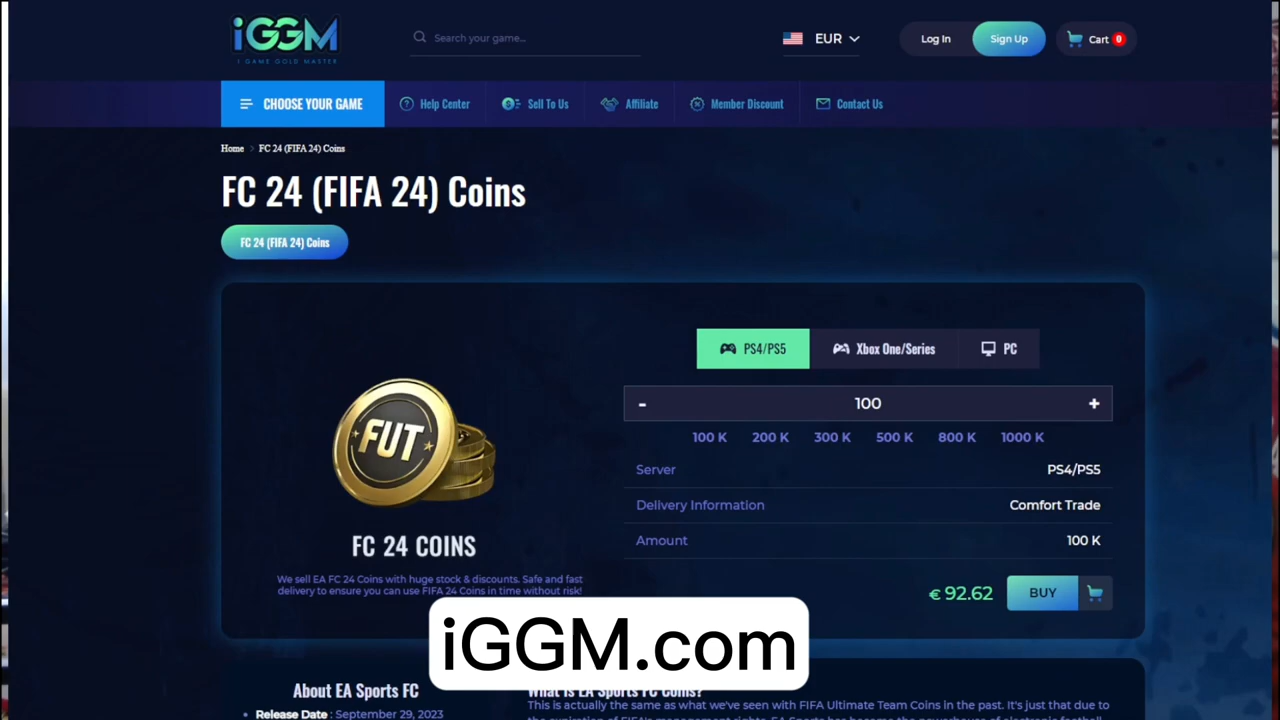 iGGM
I GAME GOLD MASTER
Search your game...
EUR
Log In
Sign Up
Cart 0
CHOOSE YOUR GAME
Help Center
Sell To Us
Affiliate
Member Discount
Contact Us
Home > FC 24 (FIFA 24) Coins
FC 24 (FIFA 24) Coins
FC 24 (FIFA 24) Coins
PS4/PS5
Xbox One/Series
PC
- 100 +
100 K 200 K 300 K 500 K 800 K 1000 K
Server PS4/PS5
Delivery Information Comfort Trade
Amount 100 K
FUT
FC 24 COINS
We sell EA FC 24 Coins with huge stock & discounts. Safe and fast
delivery to ensure you can use FIFA 24 Coins in time without risk!
€ 92.62
BUY
iGGM.com
About EA Sports FC
• Release Date : September 29, 2023
What is EA Sports FC Coins?
This is actually the same as what we've seen with FIFA Ultimate Team Coins in the past. It's just that due to